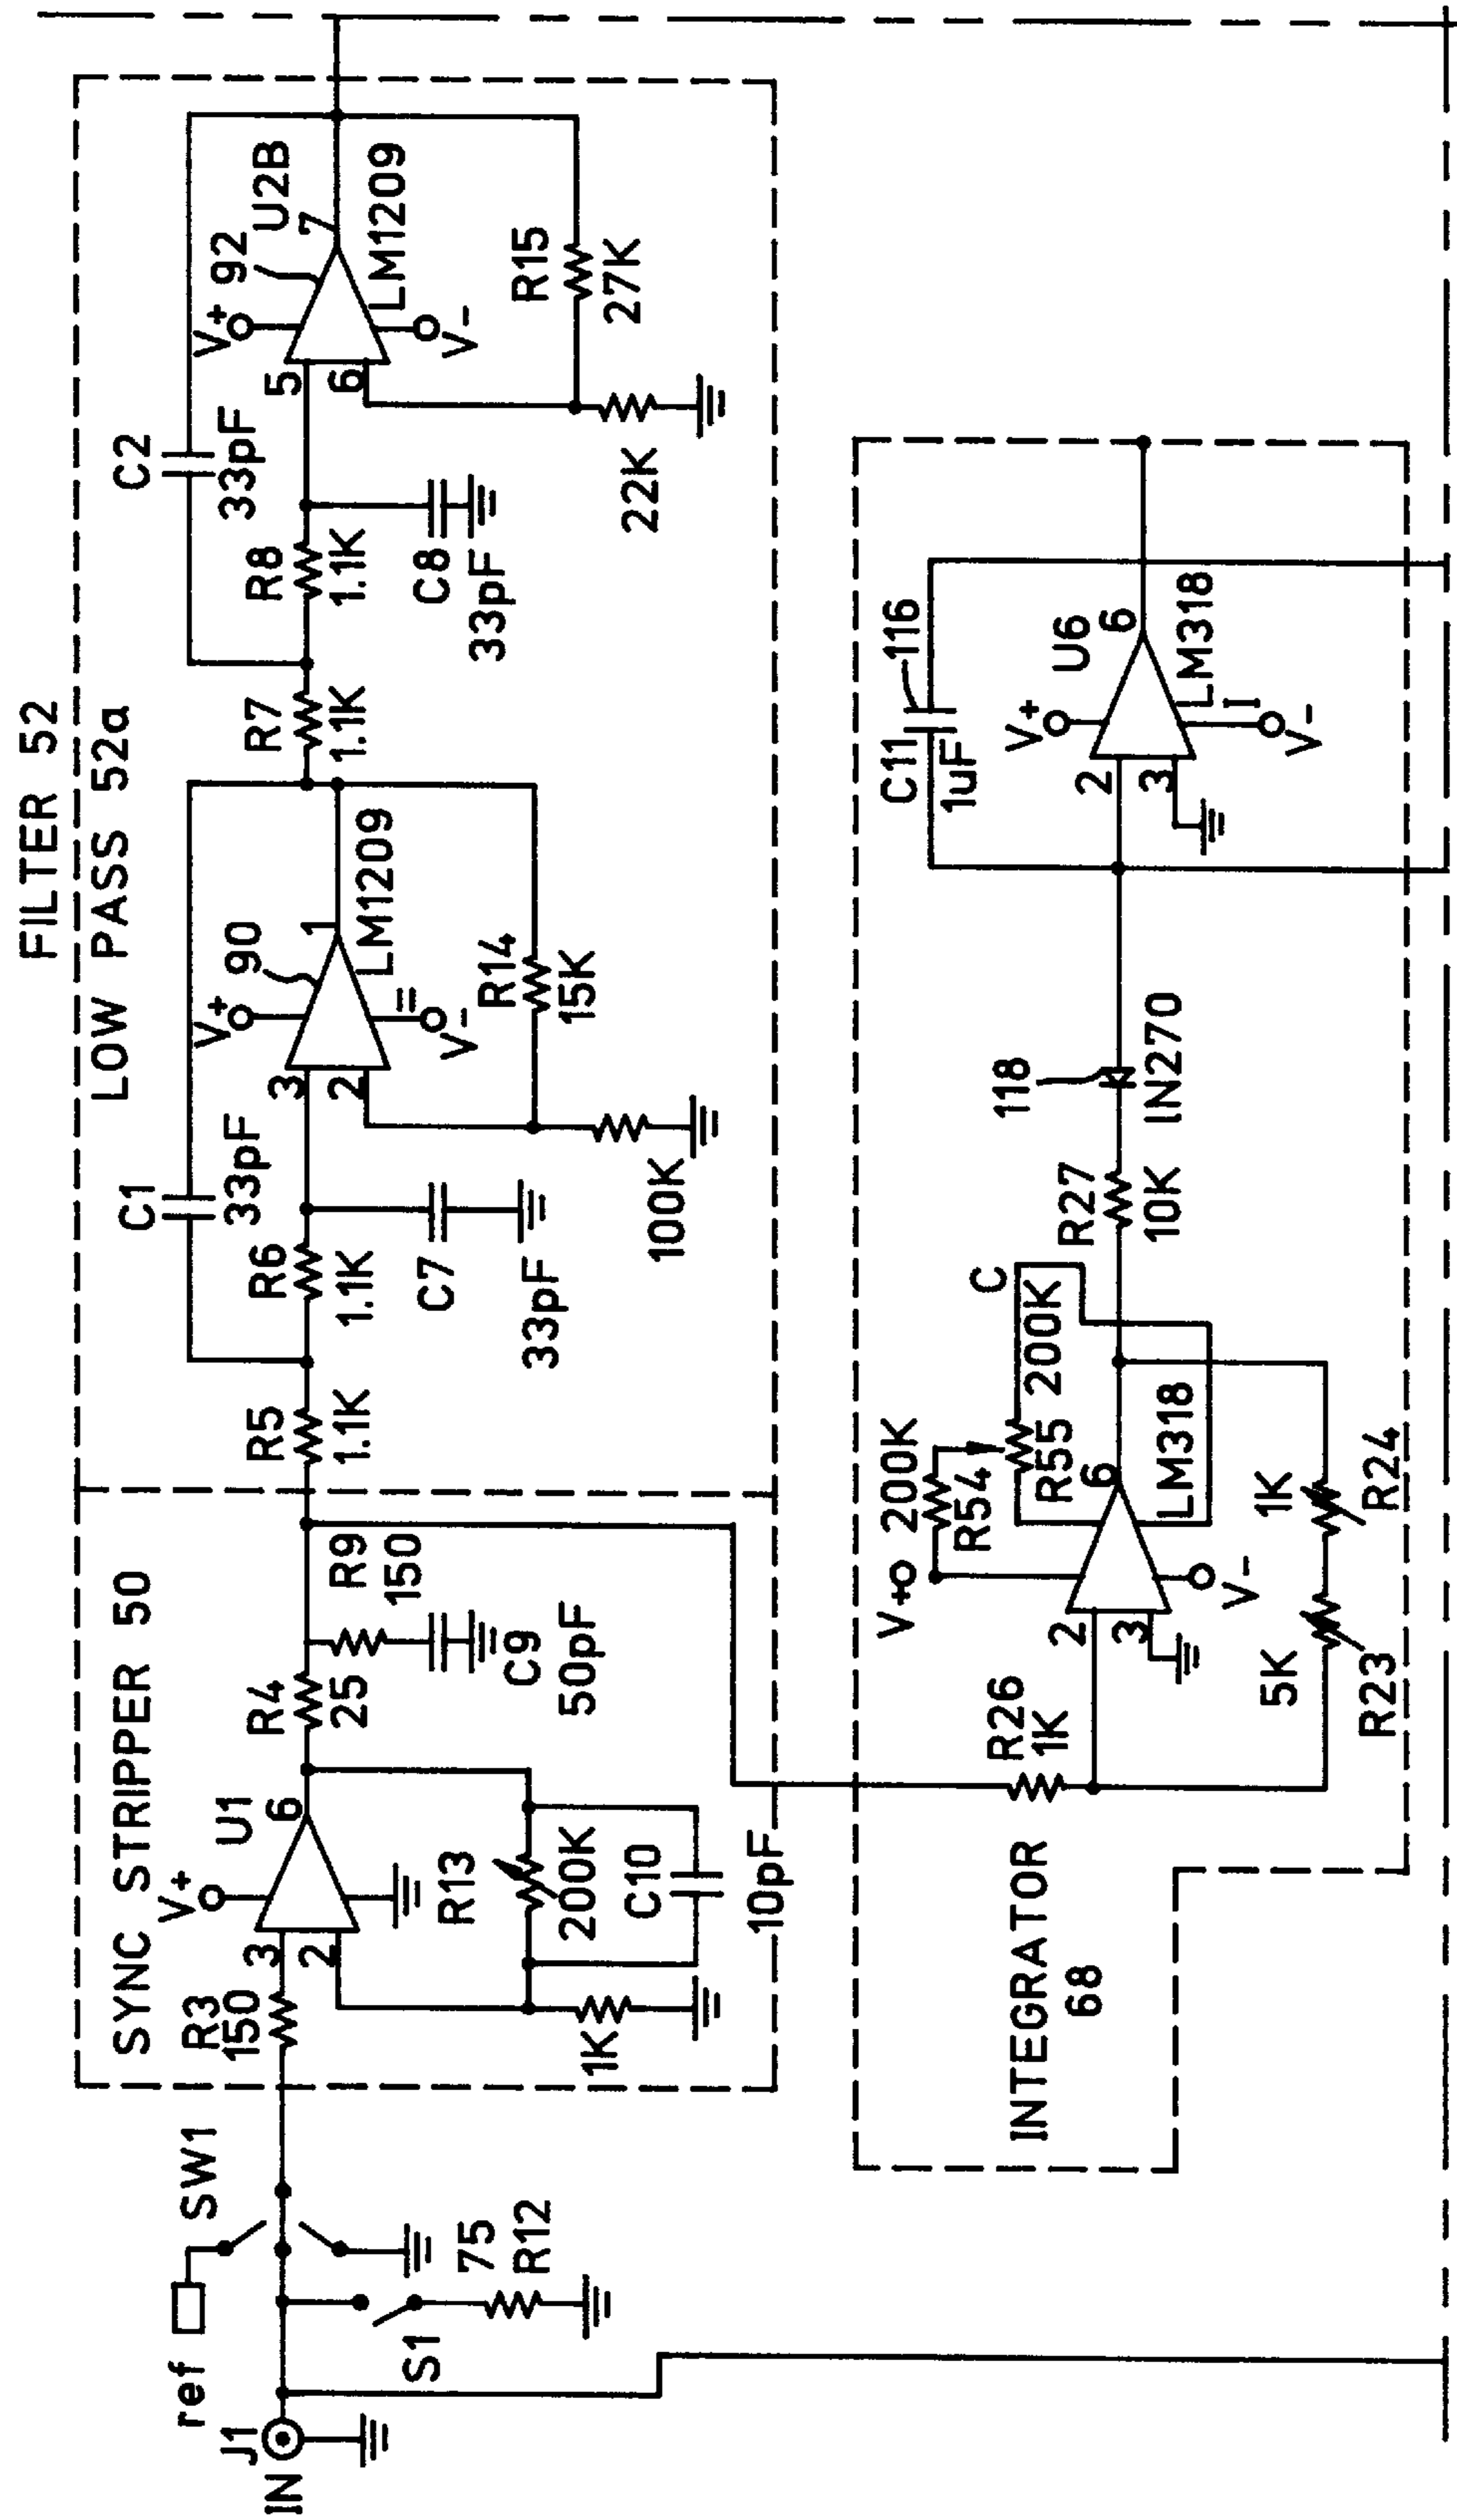 FILTER 52
SYNC STRIPPER 50
LOW PASS 52a
IN
J1
ref
SW1
S1
75
R12
R3
150
V+
U1
3
2
6
1K
R13
200K
C10
10pF
R4
25
R9
150
C9
50pF
R5
1.1K
C1
33pF
R6
1.1K
C7
33pF
V+
90
3
2
1
LM1209
V-
R14
15K
100K
R7
1.1K
C2
33pF
R8
1.1K
C8
33pF
V+
92
U2B
5
6
7
LM1209
V-
R15
27K
22K
INTEGRATOR
68
R26
1K
V+
200K
R54
R55
200K
C
2
3
6
LM318
V-
5K
R23
1K
R24
R27
10K
118
IN270
C11
1uF
116
V+
U6
2
3
6
LM318
V-